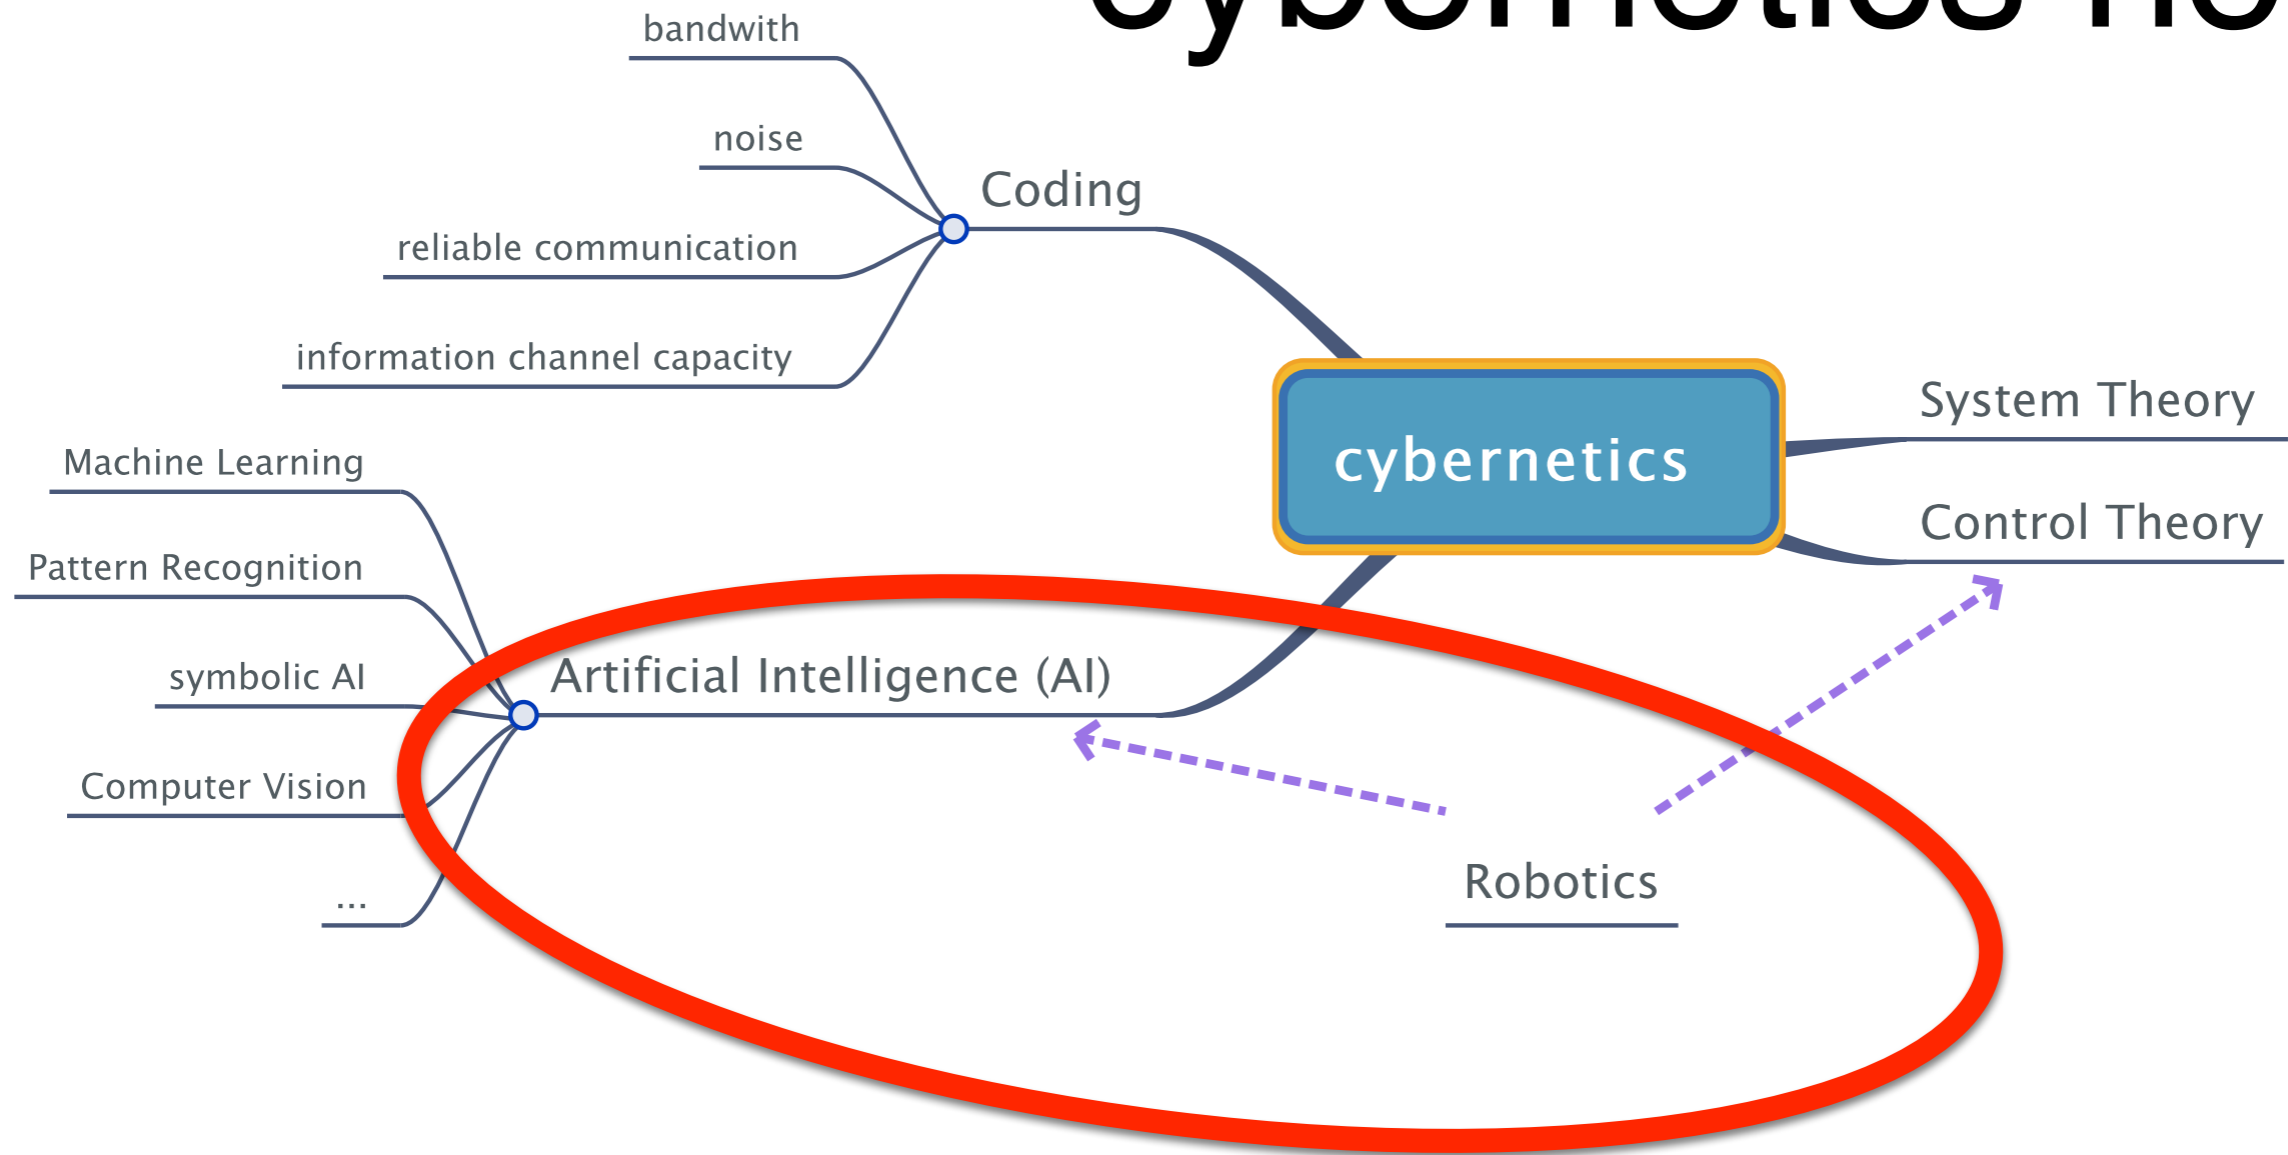 cybernetics
bandwith
noise
Coding
reliable communication
information channel capacity
cybernetics
System Theory
Control Theory
Machine Learning
Pattern Recognition
symbolic AI
Artificial Intelligence (AI)
Computer Vision
...
Robotics